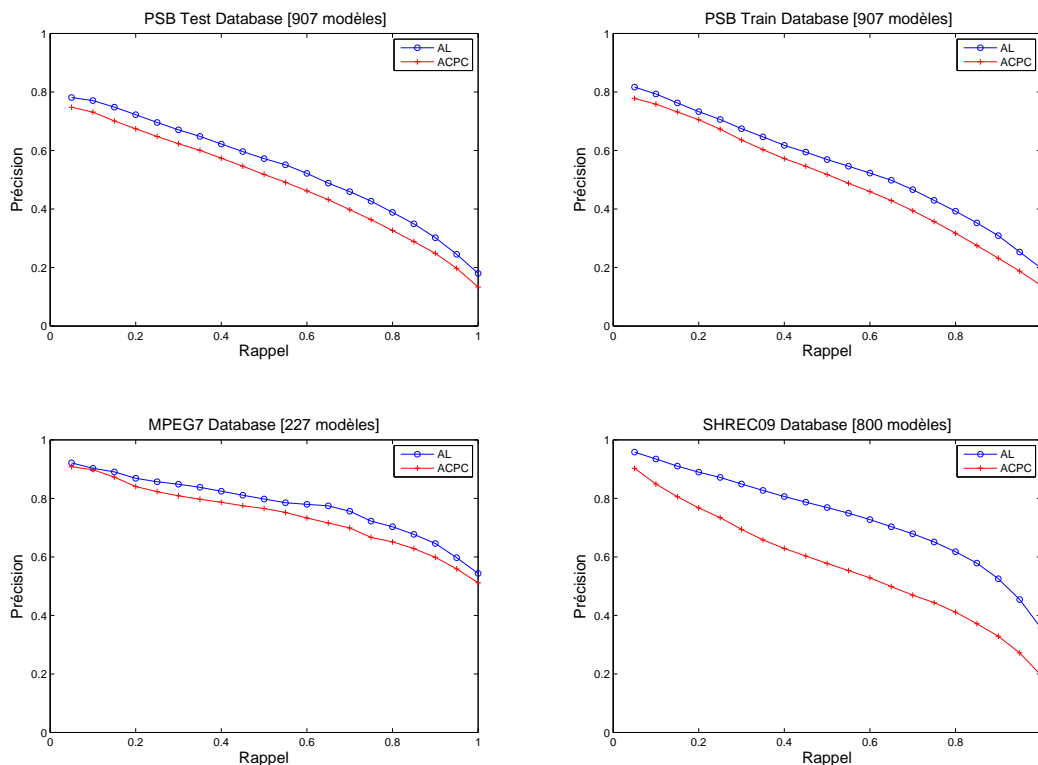 PSB Test Database [907 modèles]
1
0.8
0.6
0.4
0.2
0
0
0.2
0.4
0.6
0.8
1
Précision
Rappel
AL
ACPC
PSB Train Database [907 modèles]
1
0.8
0.6
0.4
0.2
0
0
0.2
0.4
0.6
0.8
Précision
Rappel
AL
ACPC
MPEG7 Database [227 modèles]
1
0.8
0.6
0.4
0.2
0
0
0.2
0.4
0.6
0.8
1
Précision
Rappel
AL
ACPC
SHREC09 Database [800 modèles]
1
0.8
0.6
0.4
0.2
0
0
0.2
0.4
0.6
0.8
Précision
Rappel
AL
ACPC